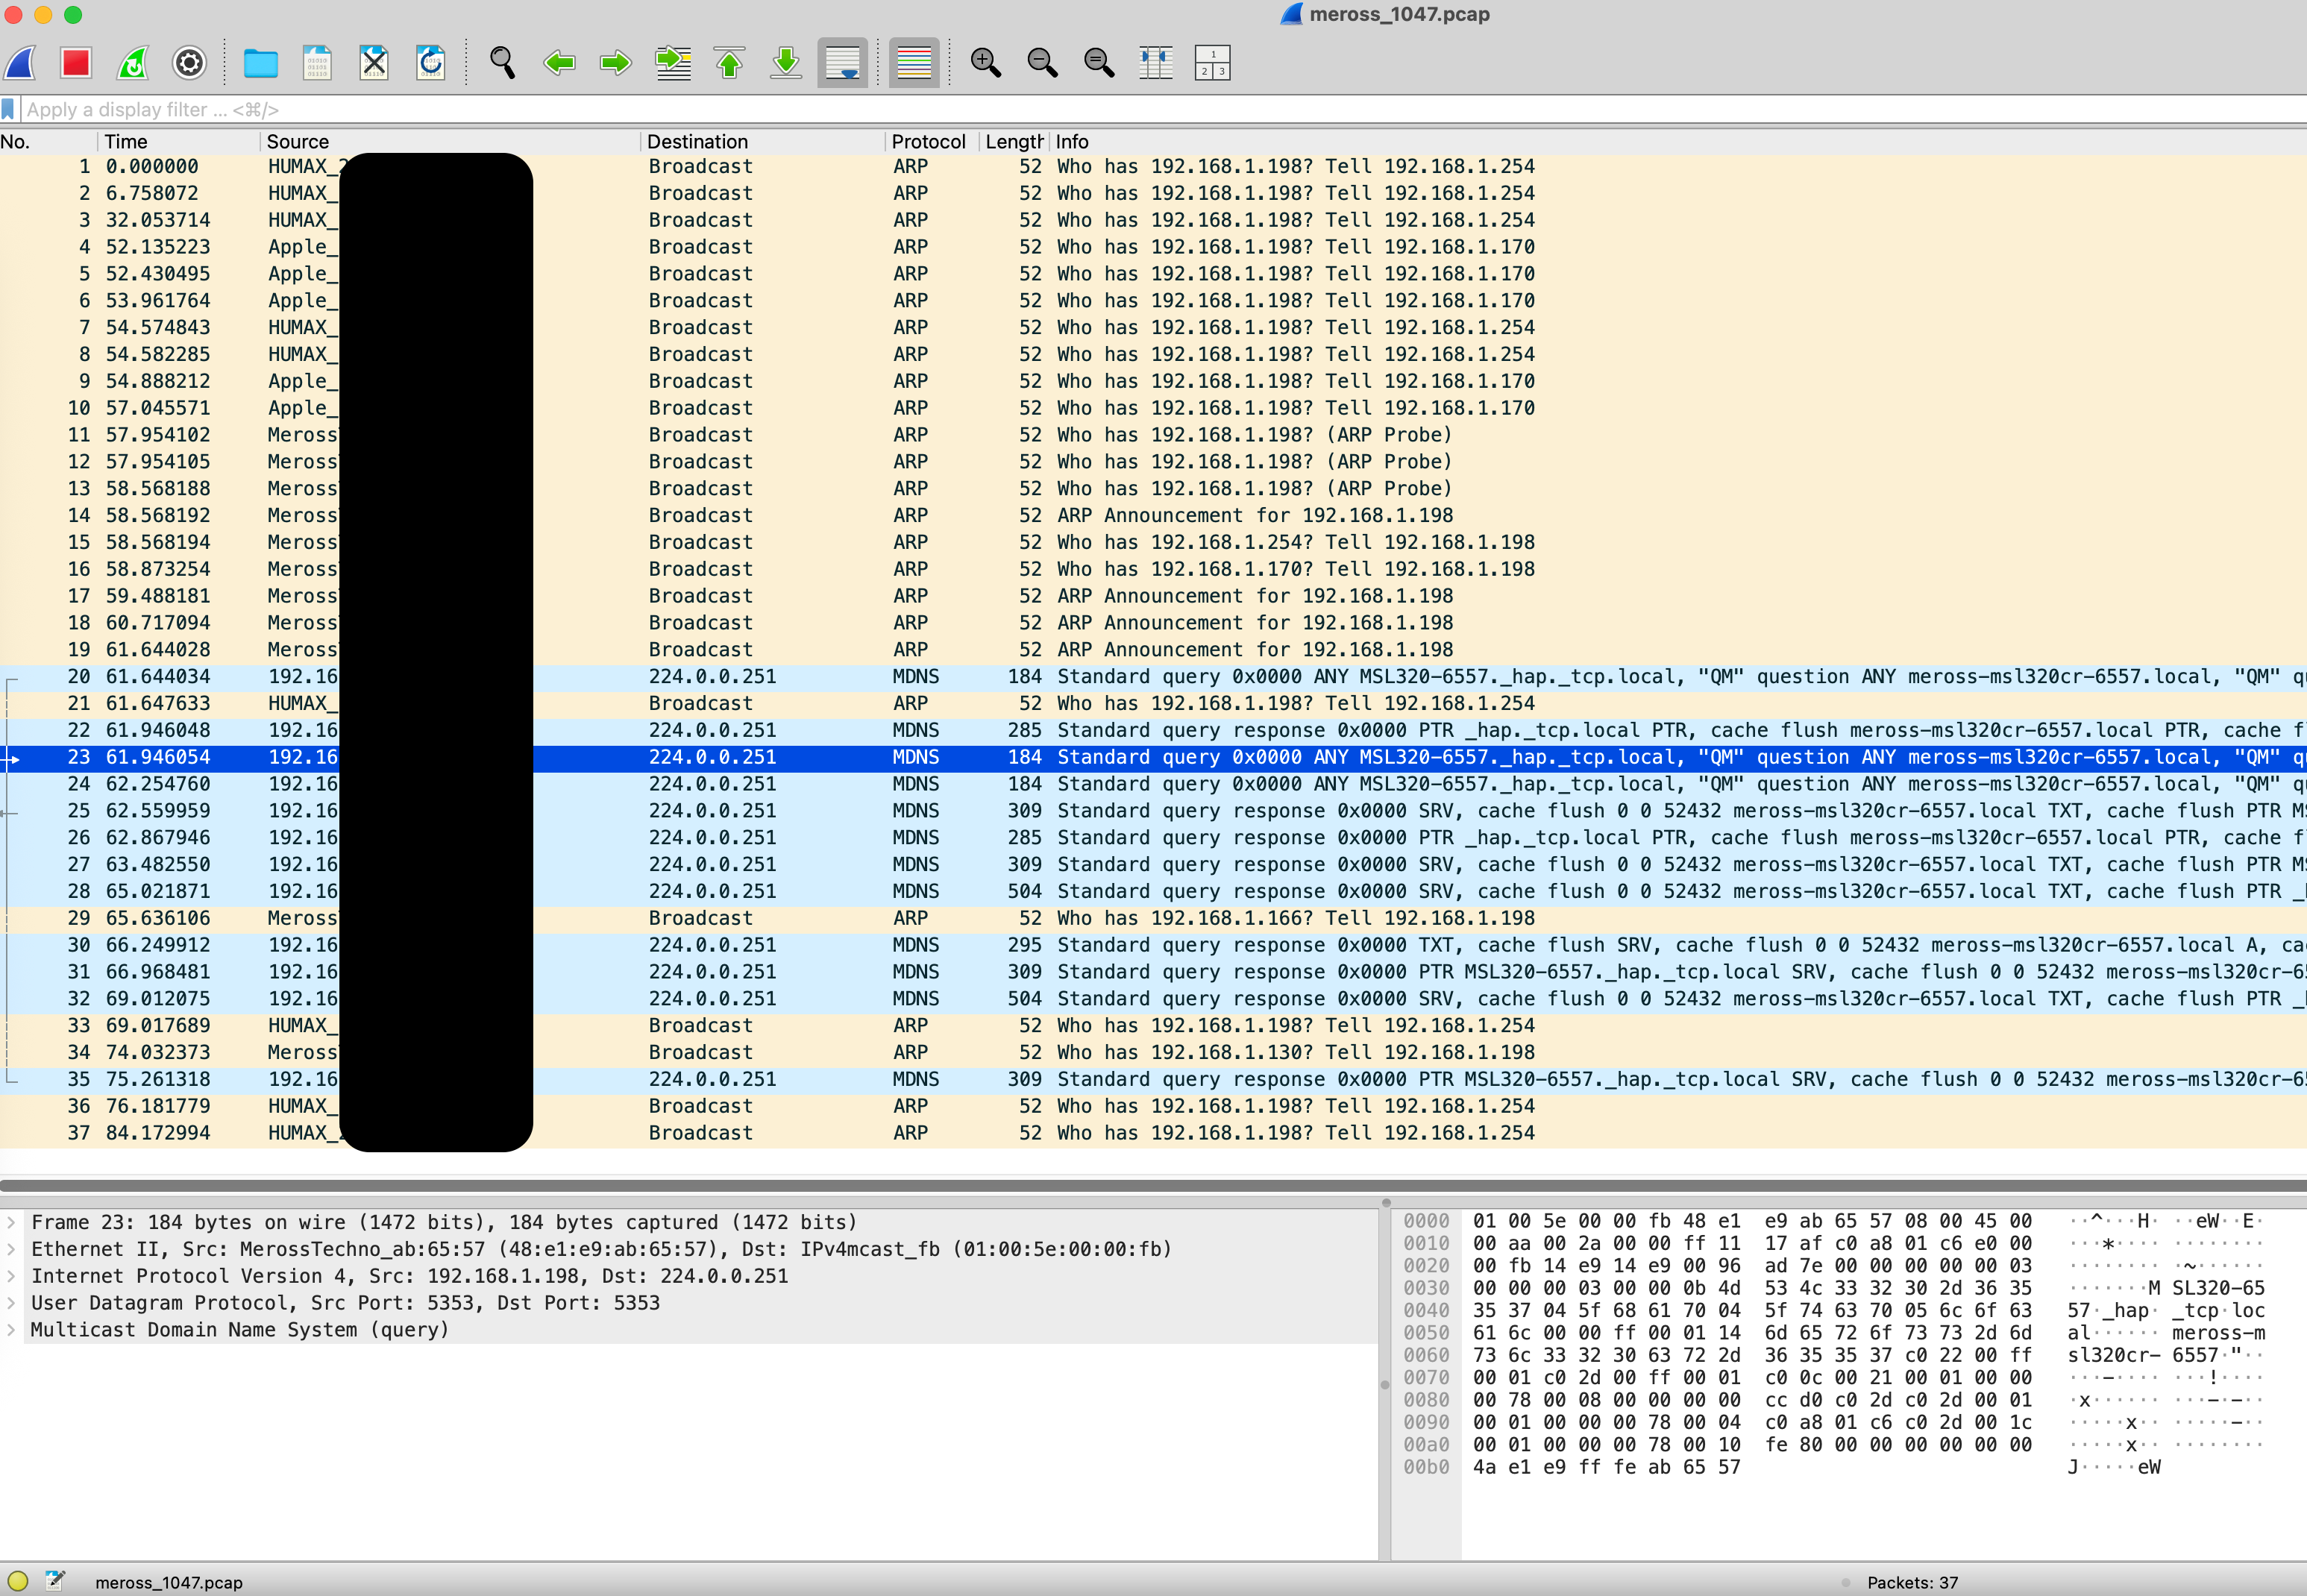 meross_1047.pcap
Apply a display filter ... <⌘/>
No. Time Source Destination Protocol Length Info
1 0.000000 HUMAX_ Broadcast ARP 52 Who has 192.168.1.198? Tell 192.168.1.254
2 6.758072 HUMAX_ Broadcast ARP 52 Who has 192.168.1.198? Tell 192.168.1.254
3 32.053714 HUMAX_ Broadcast ARP 52 Who has 192.168.1.198? Tell 192.168.1.254
4 52.135223 Apple_ Broadcast ARP 52 Who has 192.168.1.198? Tell 192.168.1.170
5 52.430495 Apple_ Broadcast ARP 52 Who has 192.168.1.198? Tell 192.168.1.170
6 53.961764 Apple_ Broadcast ARP 52 Who has 192.168.1.198? Tell 192.168.1.170
7 54.574843 HUMAX_ Broadcast ARP 52 Who has 192.168.1.198? Tell 192.168.1.254
8 54.582285 HUMAX_ Broadcast ARP 52 Who has 192.168.1.198? Tell 192.168.1.254
9 54.888212 Apple_ Broadcast ARP 52 Who has 192.168.1.198? Tell 192.168.1.170
10 57.045571 Apple_ Broadcast ARP 52 Who has 192.168.1.198? Tell 192.168.1.170
11 57.954102 Meross Broadcast ARP 52 Who has 192.168.1.198? (ARP Probe)
12 57.954105 Meross Broadcast ARP 52 Who has 192.168.1.198? (ARP Probe)
13 58.568188 Meross Broadcast ARP 52 Who has 192.168.1.198? (ARP Probe)
14 58.568192 Meross Broadcast ARP 52 ARP Announcement for 192.168.1.198
15 58.568194 Meross Broadcast ARP 52 Who has 192.168.1.254? Tell 192.168.1.198
16 58.873254 Meross Broadcast ARP 52 Who has 192.168.1.170? Tell 192.168.1.198
17 59.488181 Meross Broadcast ARP 52 ARP Announcement for 192.168.1.198
18 60.717094 Meross Broadcast ARP 52 ARP Announcement for 192.168.1.198
19 61.644028 Meross Broadcast ARP 52 ARP Announcement for 192.168.1.198
20 61.644034 192.16 224.0.0.251 MDNS 184 Standard query 0x0000 ANY MSL320-6557._hap._tcp.local, "QM" question ANY meross-msl320cr-6557.local, "QM" q
21 61.647633 HUMAX_ Broadcast ARP 52 Who has 192.168.1.198? Tell 192.168.1.254
22 61.946048 192.16 224.0.0.251 MDNS 285 Standard query response 0x0000 PTR _hap._tcp.local PTR, cache flush meross-msl320cr-6557.local PTR, cache f
23 61.946054 192.16 224.0.0.251 MDNS 184 Standard query 0x0000 ANY MSL320-6557._hap._tcp.local, "QM" question ANY meross-msl320cr-6557.local, "QM" q
24 62.254760 192.16 224.0.0.251 MDNS 184 Standard query 0x0000 ANY MSL320-6557._hap._tcp.local, "QM" question ANY meross-msl320cr-6557.local, "QM" q
25 62.559959 192.16 224.0.0.251 MDNS 309 Standard query response 0x0000 SRV, cache flush 0 0 52432 meross-msl320cr-6557.local TXT, cache flush PTR M
26 62.867946 192.16 224.0.0.251 MDNS 285 Standard query response 0x0000 PTR _hap._tcp.local PTR, cache flush meross-msl320cr-6557.local PTR, cache f
27 63.482550 192.16 224.0.0.251 MDNS 309 Standard query response 0x0000 SRV, cache flush 0 0 52432 meross-msl320cr-6557.local TXT, cache flush PTR M
28 65.021871 192.16 224.0.0.251 MDNS 504 Standard query response 0x0000 SRV, cache flush 0 0 52432 meross-msl320cr-6557.local TXT, cache flush PTR _
29 65.636106 Meross Broadcast ARP 52 Who has 192.168.1.166? Tell 192.168.1.198
30 66.249912 192.16 224.0.0.251 MDNS 295 Standard query response 0x0000 TXT, cache flush SRV, cache flush 0 0 52432 meross-msl320cr-6557.local A, ca
31 66.968481 192.16 224.0.0.251 MDNS 309 Standard query response 0x0000 PTR MSL320-6557._hap._tcp.local SRV, cache flush 0 0 52432 meross-msl320cr-6
32 69.012075 192.16 224.0.0.251 MDNS 504 Standard query response 0x0000 SRV, cache flush 0 0 52432 meross-msl320cr-6557.local TXT, cache flush PTR _
33 69.017689 HUMAX_ Broadcast ARP 52 Who has 192.168.1.198? Tell 192.168.1.254
34 74.032373 Meross Broadcast ARP 52 Who has 192.168.1.130? Tell 192.168.1.198
35 75.261318 192.16 224.0.0.251 MDNS 309 Standard query response 0x0000 PTR MSL320-6557._hap._tcp.local SRV, cache flush 0 0 52432 meross-msl320cr-6
36 76.181779 HUMAX_ Broadcast ARP 52 Who has 192.168.1.198? Tell 192.168.1.254
37 84.172994 HUMAX_ Broadcast ARP 52 Who has 192.168.1.198? Tell 192.168.1.254
Frame 23: 184 bytes on wire (1472 bits), 184 bytes captured (1472 bits)
Ethernet II, Src: MerossTechno_ab:65:57 (48:e1:e9:ab:65:57), Dst: IPv4mcast_fb (01:00:5e:00:00:fb)
Internet Protocol Version 4, Src: 192.168.1.198, Dst: 224.0.0.251
User Datagram Protocol, Src Port: 5353, Dst Port: 5353
Multicast Domain Name System (query)
0000 01 00 5e 00 00 fb 48 e1 e9 ab 65 57 08 00 45 00 ··^···H· ··eW··E·
0010 00 aa 00 2a 00 00 ff 11 17 af c0 a8 01 c6 e0 00 ···*···· ········
0020 00 fb 14 e9 14 e9 00 96 ad 7e 00 00 00 00 00 03 ········ ·~······
0030 00 00 00 03 00 00 0b 4d 53 4c 33 32 30 2d 36 35 ·······M SL320-65
0040 35 37 04 5f 68 61 70 04 5f 74 63 70 05 6c 6f 63 57·_hap· _tcp·loc
0050 61 6c 00 00 ff 00 01 14 6d 65 72 6f 73 73 2d 6d al······ meross-m
0060 73 6c 33 32 30 63 72 2d 36 35 35 37 c0 22 00 ff sl320cr- 6557·"··
0070 00 01 c0 2d 00 ff 00 01 c0 0c 00 21 00 01 00 00 ···-···· ···!····
0080 00 78 00 08 00 00 00 00 cc d0 c0 2d c0 2d 00 01 ·x······ ···-·-··
0090 00 01 00 00 00 78 00 04 c0 a8 01 c6 c0 2d 00 1c ·····x·· ·····-··
00a0 00 01 00 00 00 78 00 10 fe 80 00 00 00 00 00 00 ·····x·· ········
00b0 4a e1 e9 ff fe ab 65 57 J·····eW
meross_1047.pcap Packets: 37